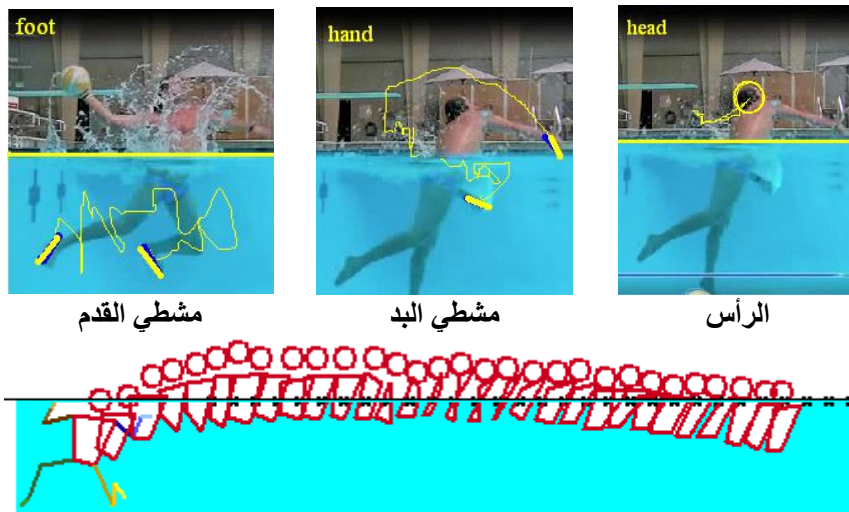 foot
hand
head
مشطي القدم
مشطي البد
الرأس